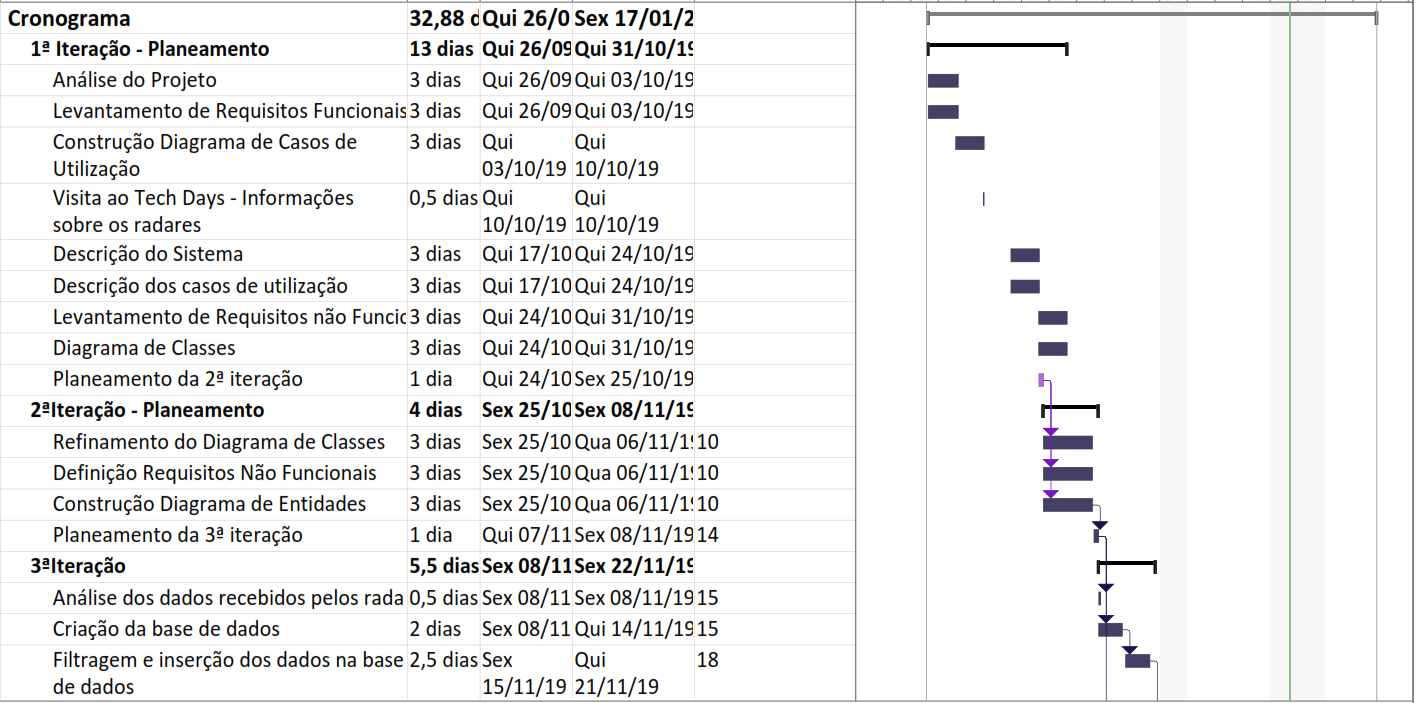 Cronograma 32,88 d Qui 26/0 Sex 17/01/2
1ª Iteração - Planeamento 13 dias Qui 26/09 Qui 31/10/19
Análise do Projeto 3 dias Qui 26/09 Qui 03/10/19
Levantamento de Requisitos Funcionais 3 dias Qui 26/09 Qui 03/10/19
Construção Diagrama de Casos de 3 dias Qui Qui
Utilização 03/10/19 10/10/19
Visita ao Tech Days - Informações 0,5 dias Qui Qui
sobre os radares 10/10/19 10/10/19
Descrição do Sistema 3 dias Qui 17/10 Qui 24/10/19
Descrição dos casos de utilização 3 dias Qui 17/10 Qui 24/10/19
Levantamento de Requisitos não Funcio 3 dias Qui 24/10 Qui 31/10/19
Diagrama de Classes 3 dias Qui 24/10 Qui 31/10/19
Planeamento da 2ª iteração 1 dia Qui 24/10 Sex 25/10/19
2ªIteração - Planeamento 4 dias Sex 25/10 Sex 08/11/19
Refinamento do Diagrama de Classes 3 dias Sex 25/10 Qua 06/11/19 10
Definição Requisitos Não Funcionais 3 dias Sex 25/10 Qua 06/11/19 10
Construção Diagrama de Entidades 3 dias Sex 25/10 Qua 06/11/19 10
Planeamento da 3ª iteração 1 dia Qui 07/11 Sex 08/11/19 14
3ªIteração 5,5 dias Sex 08/11 Sex 22/11/19
Análise dos dados recebidos pelos rada 0,5 dias Sex 08/11 Sex 08/11/19 15
Criação da base de dados 2 dias Sex 08/11 Qui 14/11/19 15
Filtragem e inserção dos dados na base 2,5 dias Sex Qui 18
de dados 15/11/19 21/11/19